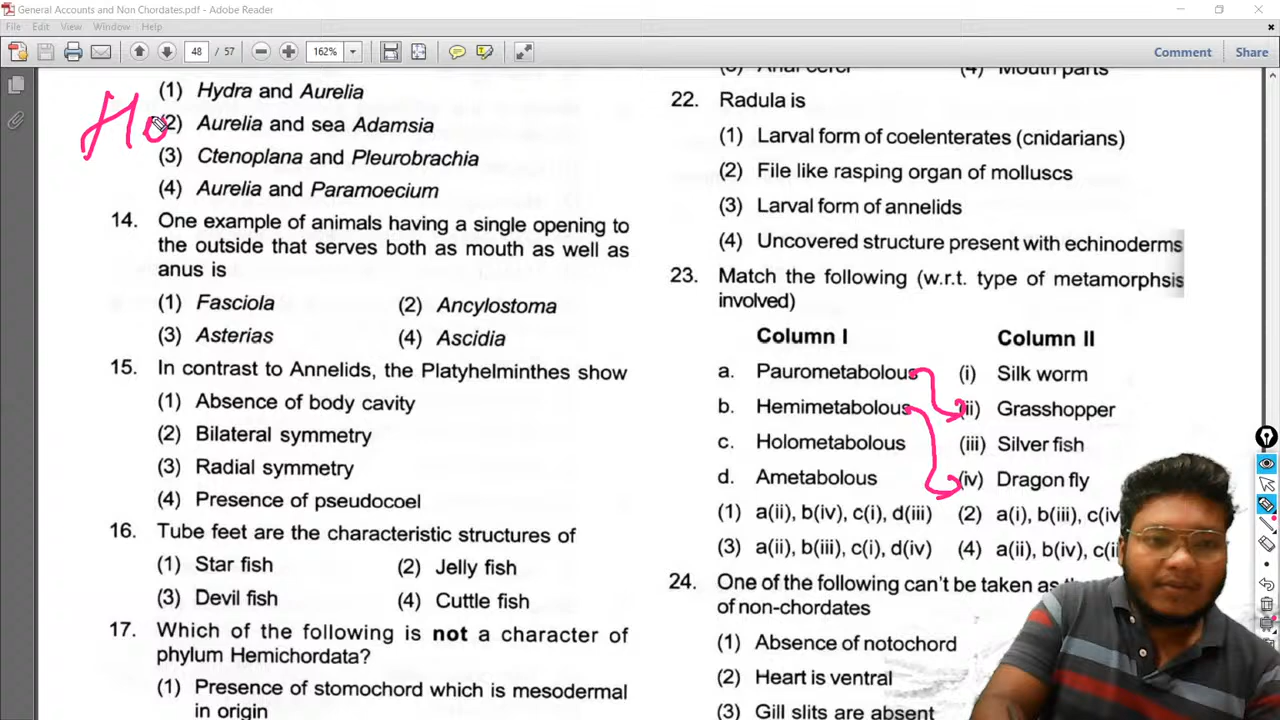 General Accounts and Non Chordates.pdf - Adobe Reader
File Edit View Window Help
48 / 57 162% Comment Share
(1) Hydra and Aurelia
(2) Aurelia and sea Adamsia
(3) Ctenoplana and Pleurobrachia
(4) Aurelia and Paramoecium
Ho
14. One example of animals having a single opening to
the outside that serves both as mouth as well as
anus is
(1) Fasciola (2) Ancylostoma
(3) Asterias (4) Ascidia
15. In contrast to Annelids, the Platyhelminthes show
(1) Absence of body cavity
(2) Bilateral symmetry
(3) Radial symmetry
(4) Presence of pseudocoel
16. Tube feet are the characteristic structures of
(1) Star fish (2) Jelly fish
(3) Devil fish (4) Cuttle fish
17. Which of the following is not a character of
phylum Hemichordata?
(1) Presence of stomochord which is mesodermal
in origin
(4) Mouth parts
22. Radula is
(1) Larval form of coelenterates (cnidarians)
(2) File like rasping organ of molluscs
(3) Larval form of annelids
(4) Uncovered structure present with echinoderms
23. Match the following (w.r.t. type of metamorphsis
involved)
Column I Column II
a. Paurometabolous (i) Silk worm
b. Hemimetabolous (ii) Grasshopper
c. Holometabolous (iii) Silver fish
d. Ametabolous (iv) Dragon fly
(1) a(ii), b(iv), c(i), d(iii) (2) a(i), b(iii), c(iv
(3) a(ii), b(iii), c(i), d(iv) (4) a(ii), b(iv), c(ii
24. One of the following can't be taken as
of non-chordates
(1) Absence of notochord
(2) Heart is ventral
(3) Gill slits are absent